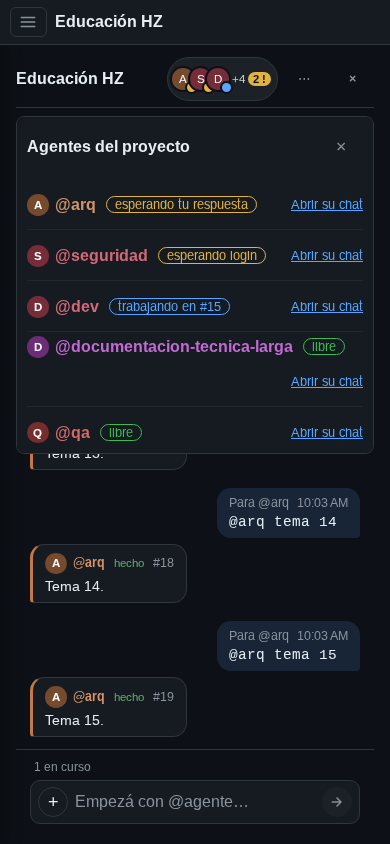 Educación HZ
Educación HZ
A S D +4 2 ! ··· ×
Agentes del proyecto ×
A @arq esperando tu respuesta Abrir su chat
S @seguridad esperando login Abrir su chat
D @dev trabajando en #15 Abrir su chat
D @documentacion-tecnica-larga libre
Abrir su chat
Q @qa libre Abrir su chat
Tema 13.
Para @arq 10:03 AM
@arq tema 14
A @arq hecho #18
Tema 14.
Para @arq 10:03 AM
@arq tema 15
A @arq hecho #19
Tema 15.
1 en curso
+ Empezá con @agente…